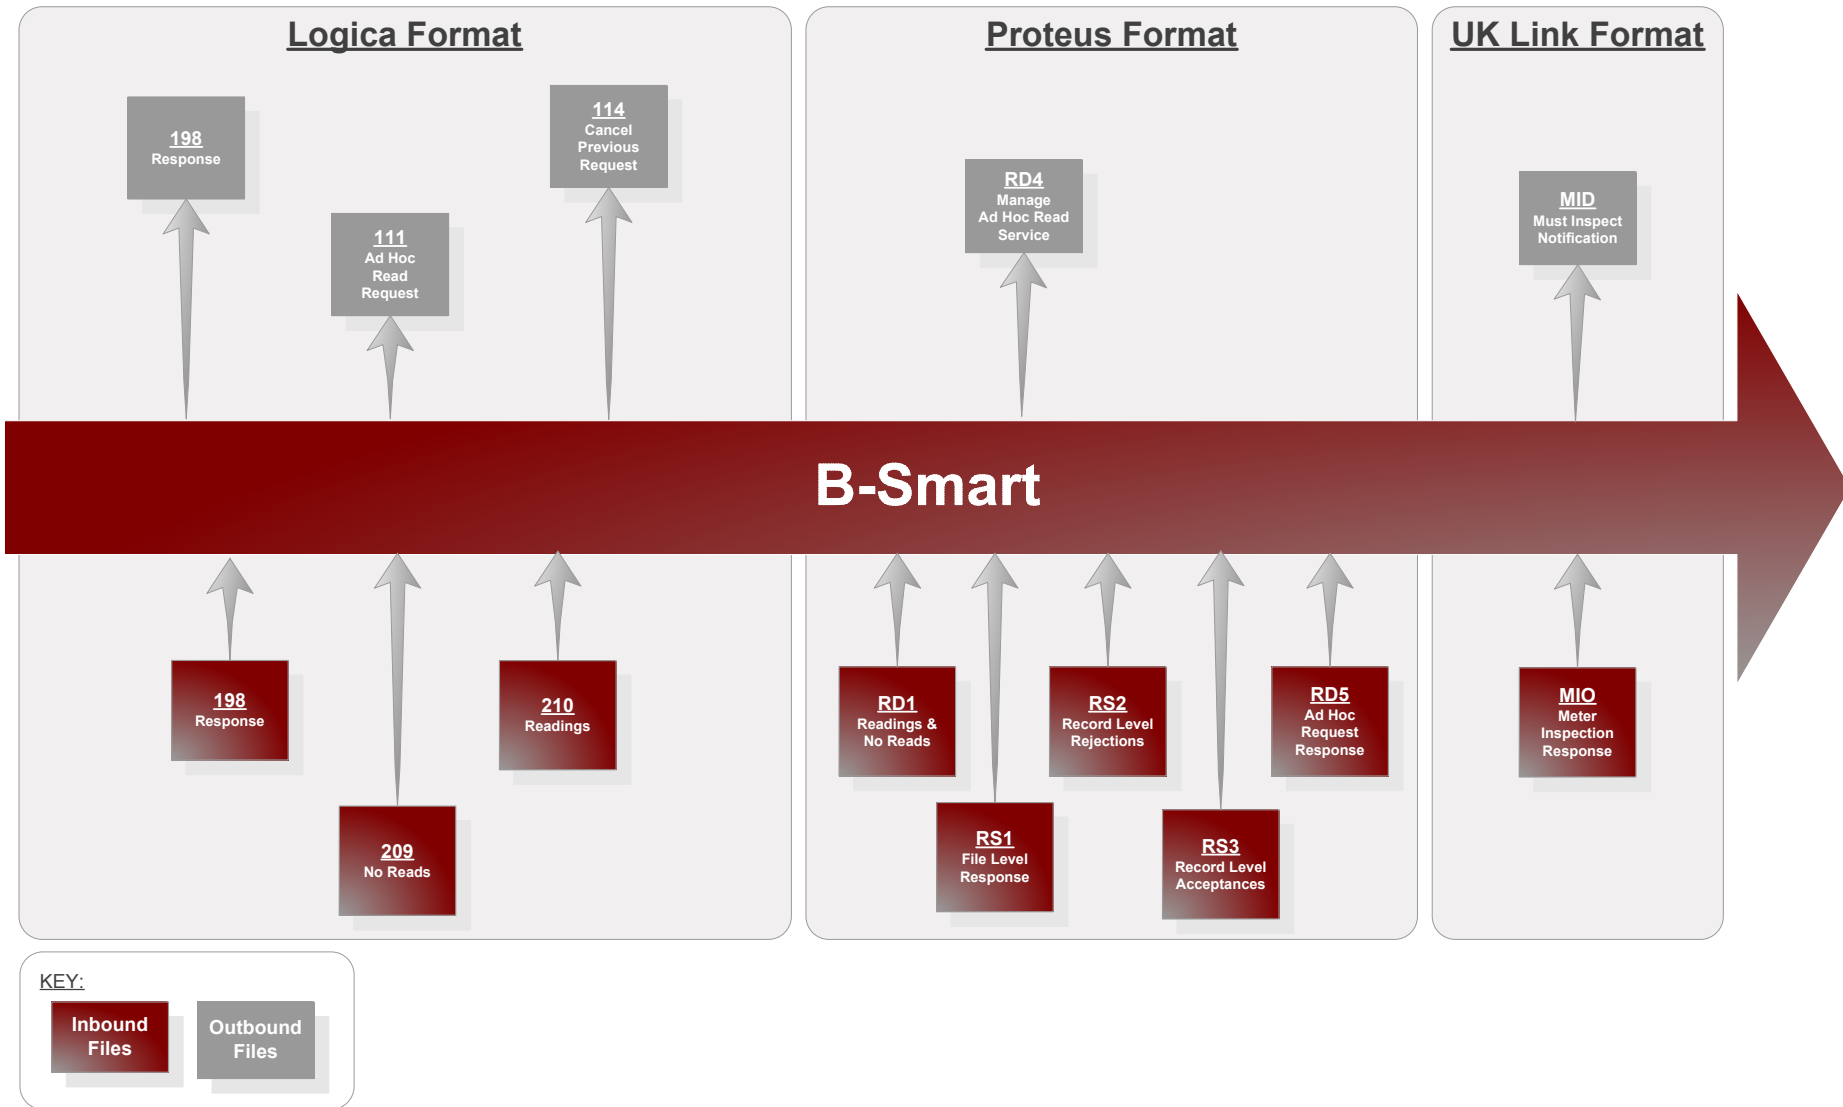 Logica Format
Proteus Format
UK Link Format
198
Response
111
Ad Hoc
Read
Request
114
Cancel
Previous
Request
RD4
Manage
Ad Hoc Read
Service
MID
Must Inspect
Notification
B-Smart
198
Response
209
No Reads
210
Readings
RD1
Readings &
No Reads
RS1
File Level
Response
RS2
Record Level
Rejections
RS3
Record Level
Acceptances
RD5
Ad Hoc
Request
Response
MIO
Meter
Inspection
Response
KEY:
Inbound
Files
Outbound
Files